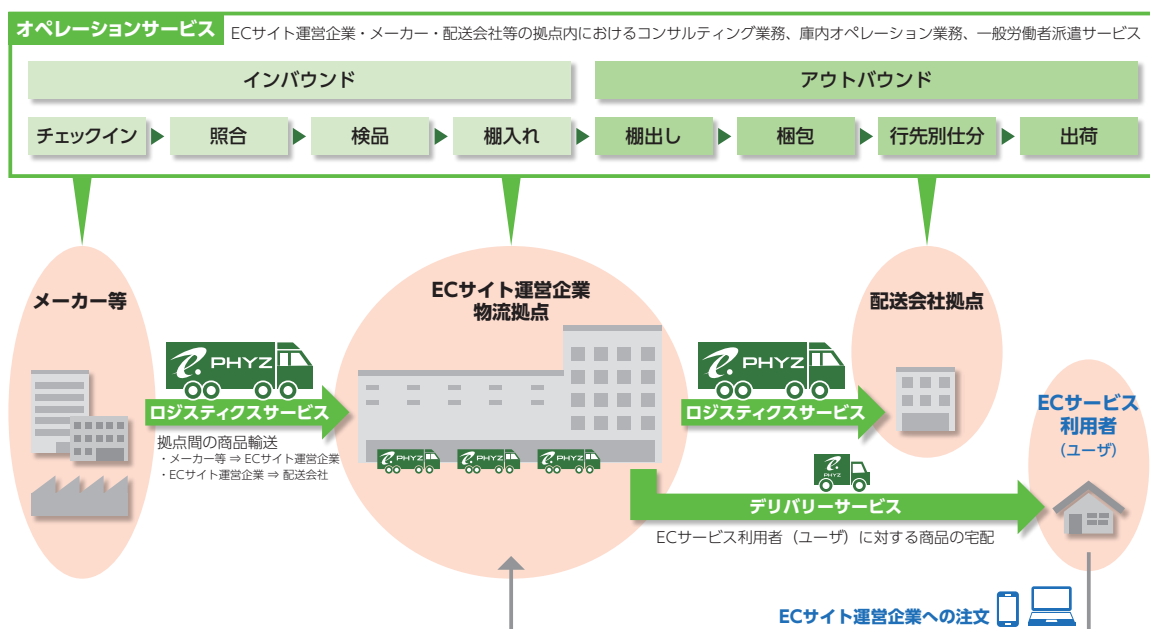 オペレーションサービス
ECサイト運営企業・メーカー・配送会社等の拠点内におけるコンサルティング業務、庫内オペレーション業務、一般労働者派遣サービス
インバウンド
アウトバウンド
チェックイン
照合
検品
棚入れ
棚出し
梱包
行先別仕分
出荷
メーカー等
ECサイト運営企業
物流拠点
配送会社拠点
PHYZ
ロジスティクスサービス
拠点間の商品輸送
・メーカー等 ⇒ ECサイト運営企業
・ECサイト運営企業 ⇒ 配送会社
PHYZ
PHYZ
PHYZ
PHYZ
ロジスティクスサービス
ECサービス
利用者
（ユーザ）
PHYZ
デリバリーサービス
ECサービス利用者（ユーザ）に対する商品の宅配
ECサイト運営企業への注文